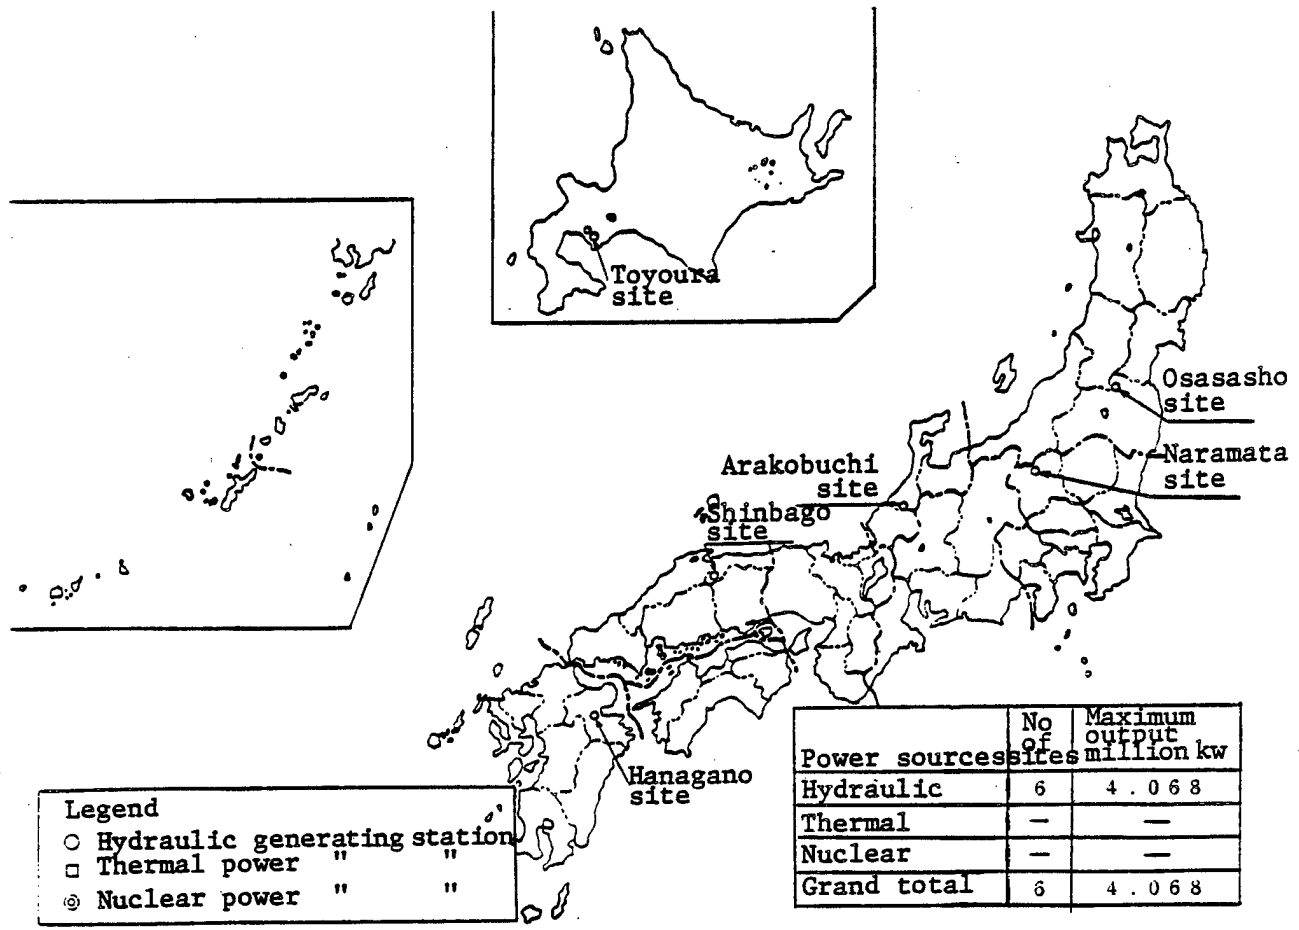 Toyoura
site
Osasasho
site
Naramata
site
Arakobuchi
site
Shinbago
site
Hanagano
site
Legend
○ Hydraulic generating station
□ Thermal power " "
◎ Nuclear power " "
Power sources No of sites Maximum output million kw
Hydraulic 6 4.068
Thermal — —
Nuclear — —
Grand total 6 4.068